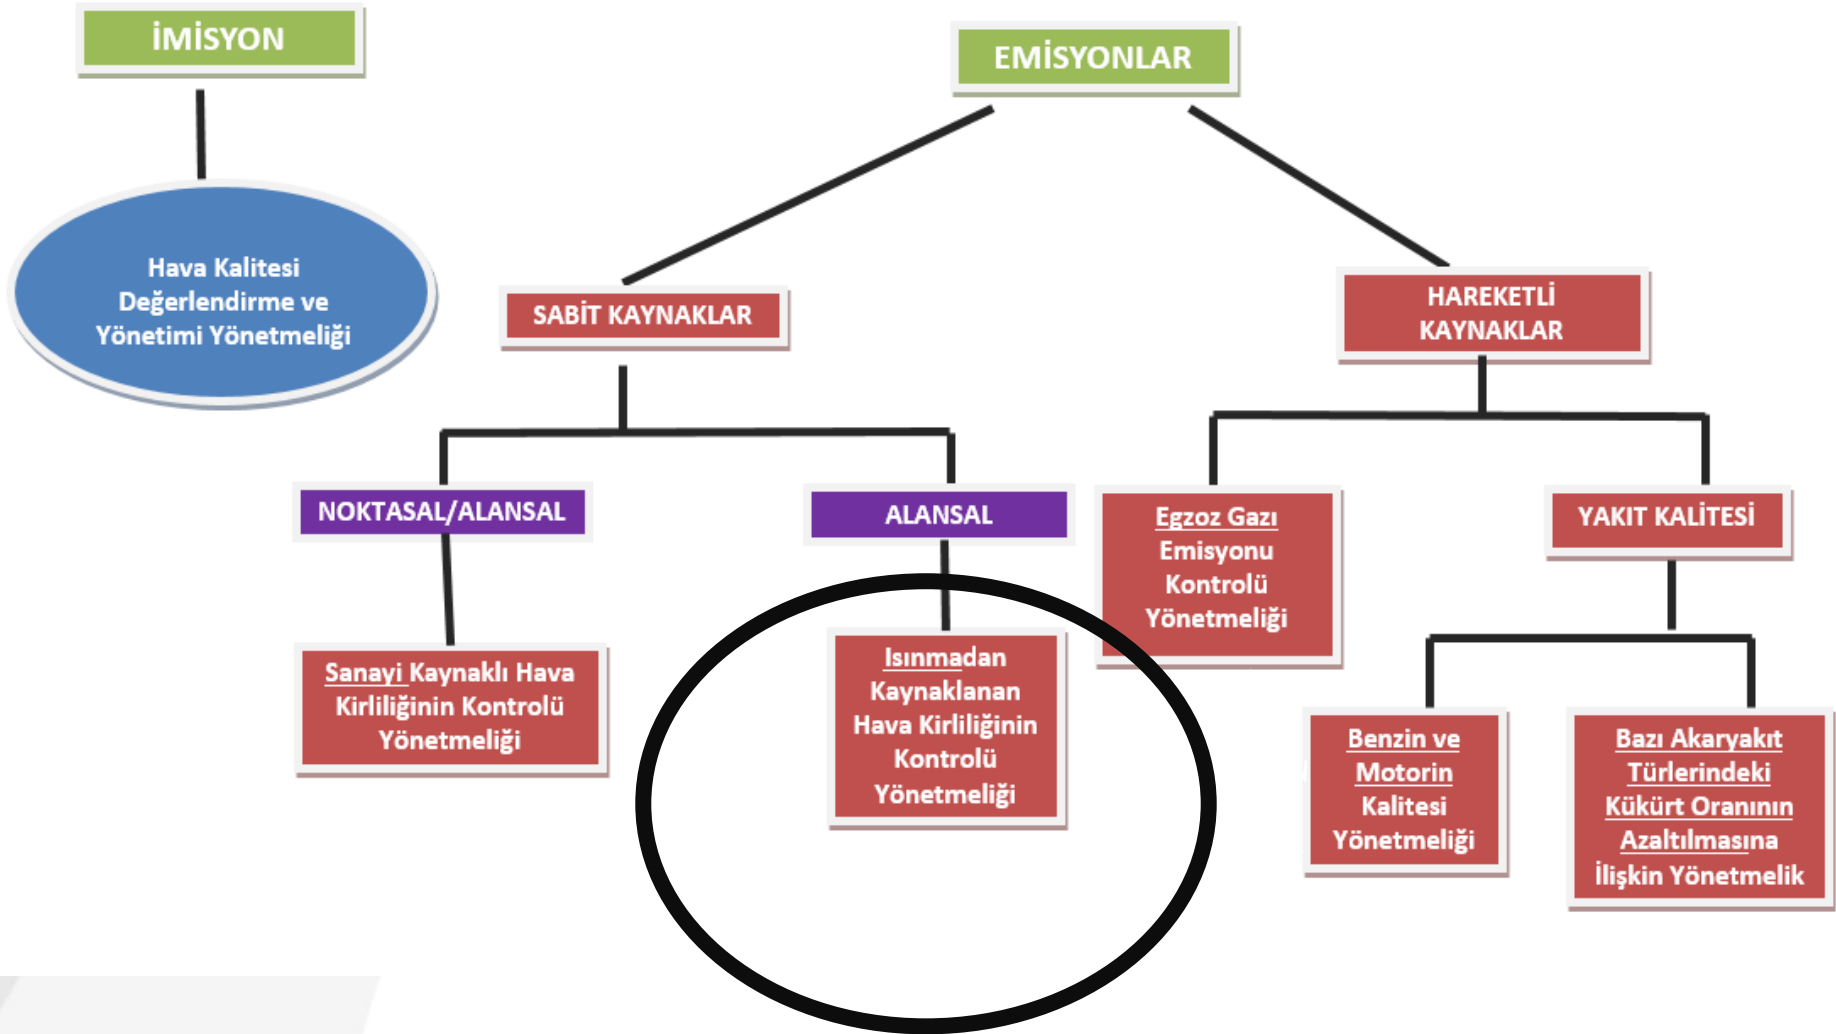 İMİSYON
EMİSYONLAR
Hava Kalitesi
Değerlendirme ve
Yönetimi Yönetmeliği
SABİT KAYNAKLAR
HAREKETLİ
KAYNAKLAR
NOKTASAL/ALANSAL
ALANSAL
Egzoz Gazı
Emisyonu
Kontrolü
Yönetmeliği
YAKIT KALİTESİ
Sanayi Kaynaklı Hava
Kirliliğinin Kontrolü
Yönetmeliği
Isınmadan
Kaynaklanan
Hava Kirliliğinin
Kontrolü
Yönetmeliği
Benzin ve
Motorin
Kalitesi
Yönetmeliği
Bazı Akaryakıt
Türlerindeki
Kükürt Oranının
Azaltılmasına
İlişkin Yönetmelik